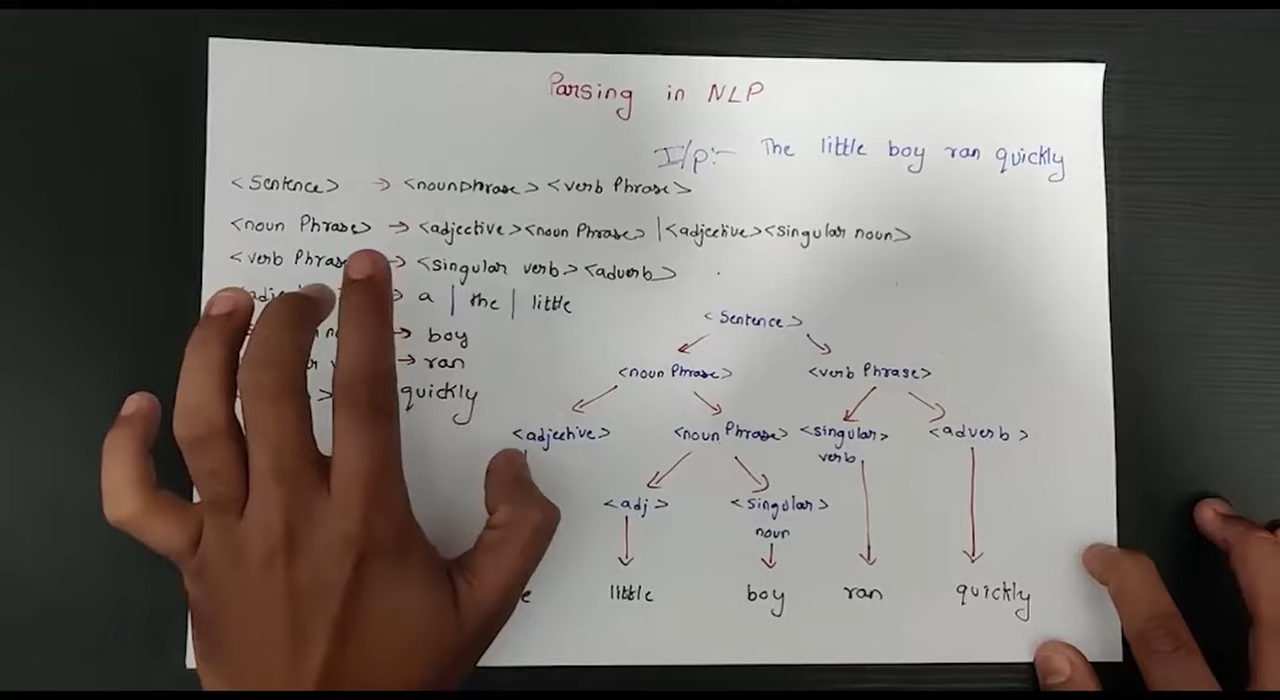 Parsing in NLP
I/p:- The little boy ran quickly
<Sentence> → <nounphrase> <verb Phrase>
<noun Phrase> → <adjective><noun Phrase> | <adjective><singular noun>
<verb Phrase → <singular verb> <adverb>
→ a | the | little
→ boy
→ ran
> quickly
<Sentence>
<noun Phrase> <verb Phrase>
<adjective> <noun Phrase> <singular> <adverb>
verb
<adj> <singular>
noun
little boy ran quickly